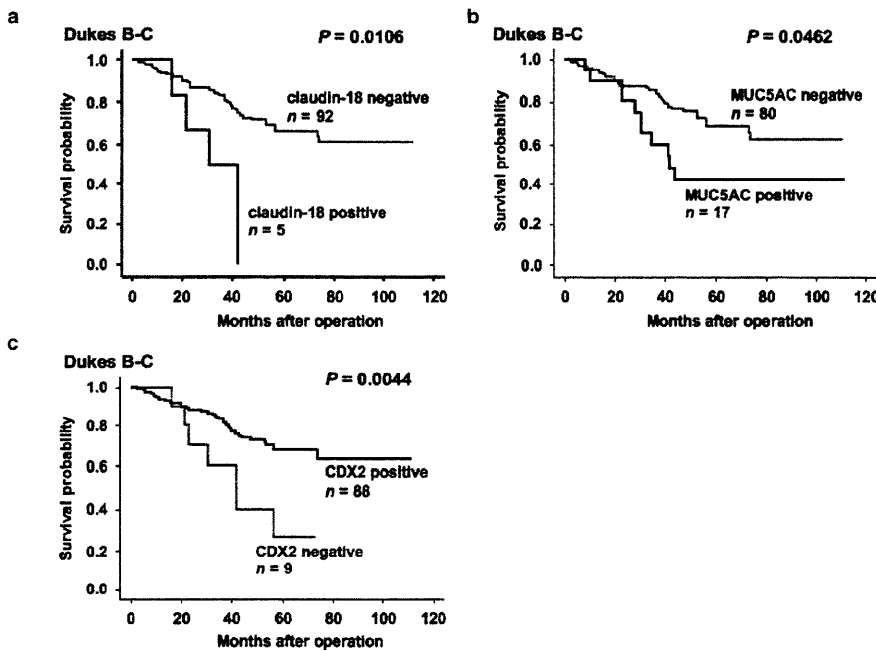 a
Dukes B-C
P = 0.0106
1.0
0.8
0.6
0.4
0.2
0.0
Survival probability
claudin-18 negative
n = 92
claudin-18 positive
n = 5
0 20 40 60 80 100 120
Months after operation
b
Dukes B-C
P = 0.0462
1.0
0.8
0.6
0.4
0.2
0.0
Survival probability
MUC5AC negative
n = 80
MUC5AC positive
n = 17
0 20 40 60 80 100 120
Months after operation
c
Dukes B-C
P = 0.0044
1.0
0.8
0.6
0.4
0.2
0.0
Survival probability
CDX2 positive
n = 88
CDX2 negative
n = 9
0 20 40 60 80 100 120
Months after operation